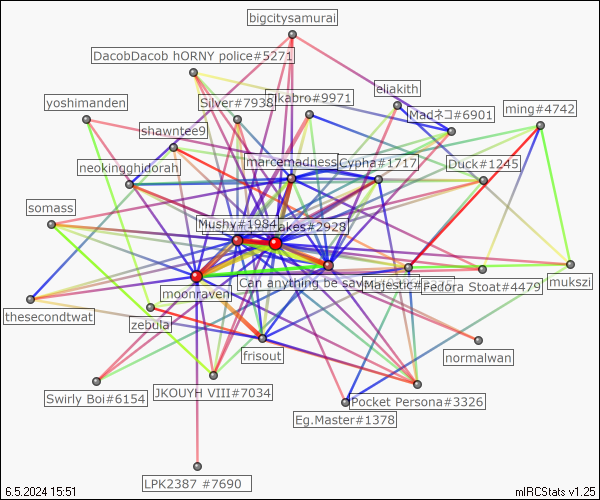 bigcitysamurai
DacobDacob hORNY police#5271
eliakith
yoshimanden
Silver#7938
kabro#9971
Madネコ#6901
ming#4742
shawntee9
neokingghidorah
marcemadness
Cypha#1717
Duck#1245
somass
Mushy#1984
akes#2928
moonraven
Can anything be sav
Majestic#
Fedora Stoat#4479
mukszi
thesecondtwat
zebula
frisout
normalwan
Swirly Boi#6154
JKOUYH VIII#7034
Pocket Persona#3326
Eg.Master#1378
LPK2387 #7690
6.5.2024 15:51
mIRCStats v1.25